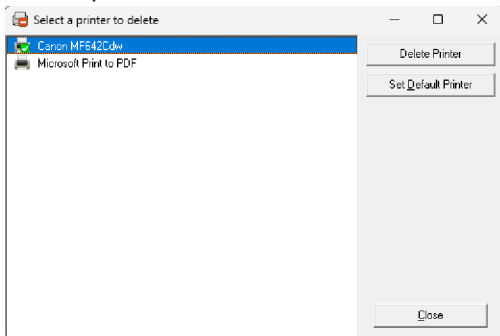 Select a printer to delete
Canon MF642Cdw
Microsoft Print to PDF
Delete Printer
Set Default Printer
Close